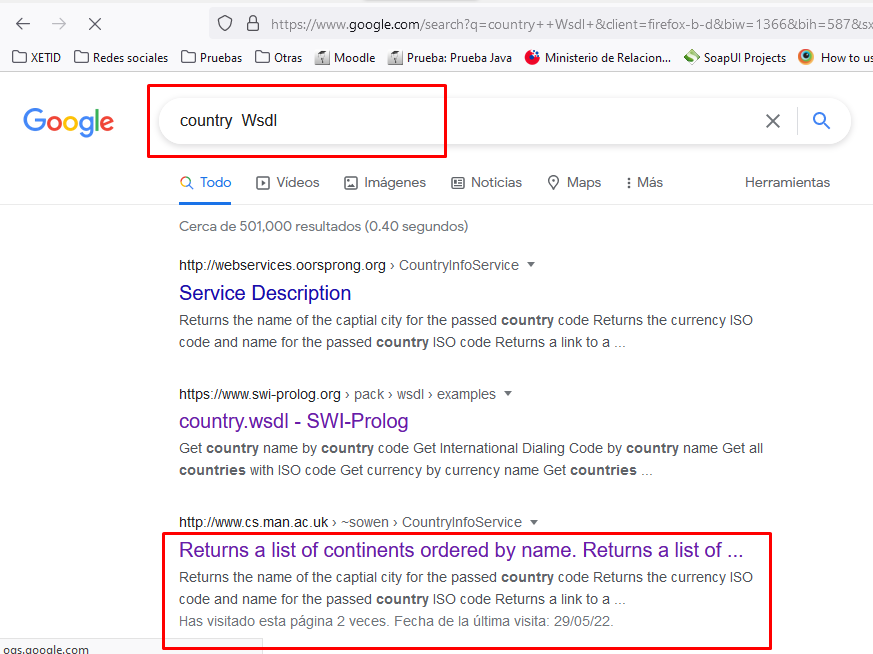 https://www.google.com/search?q=country++Wsdl+&client=firefox-b-d&biw=1366&bih=587&sx
XETID Redes sociales Pruebas Otras Moodle Prueba: Prueba Java Ministerio de Relacion... SoapUI Projects How to us
Google country Wsdl
Todo Vídeos Imágenes Noticias Maps Más Herramientas
Cerca de 501,000 resultados (0.40 segundos)
http://webservices.oorsprong.org › CountryInfoService
Service Description
Returns the name of the captial city for the passed country code Returns the currency ISO
code and name for the passed country ISO code Returns a link to a ...
https://www.swi-prolog.org › pack › wsdl › examples
country.wsdl - SWI-Prolog
Get country name by country code Get International Dialing Code by country name Get all
countries with ISO code Get currency by currency name Get countries ...
http://www.cs.man.ac.uk › ~sowen › CountryInfoService
Returns a list of continents ordered by name. Returns a list of ...
Returns the name of the captial city for the passed country code Returns the currency ISO
code and name for the passed country ISO code Returns a link to a ...
Has visitado esta página 2 veces. Fecha de la última visita: 29/05/22.
ogs.google.com